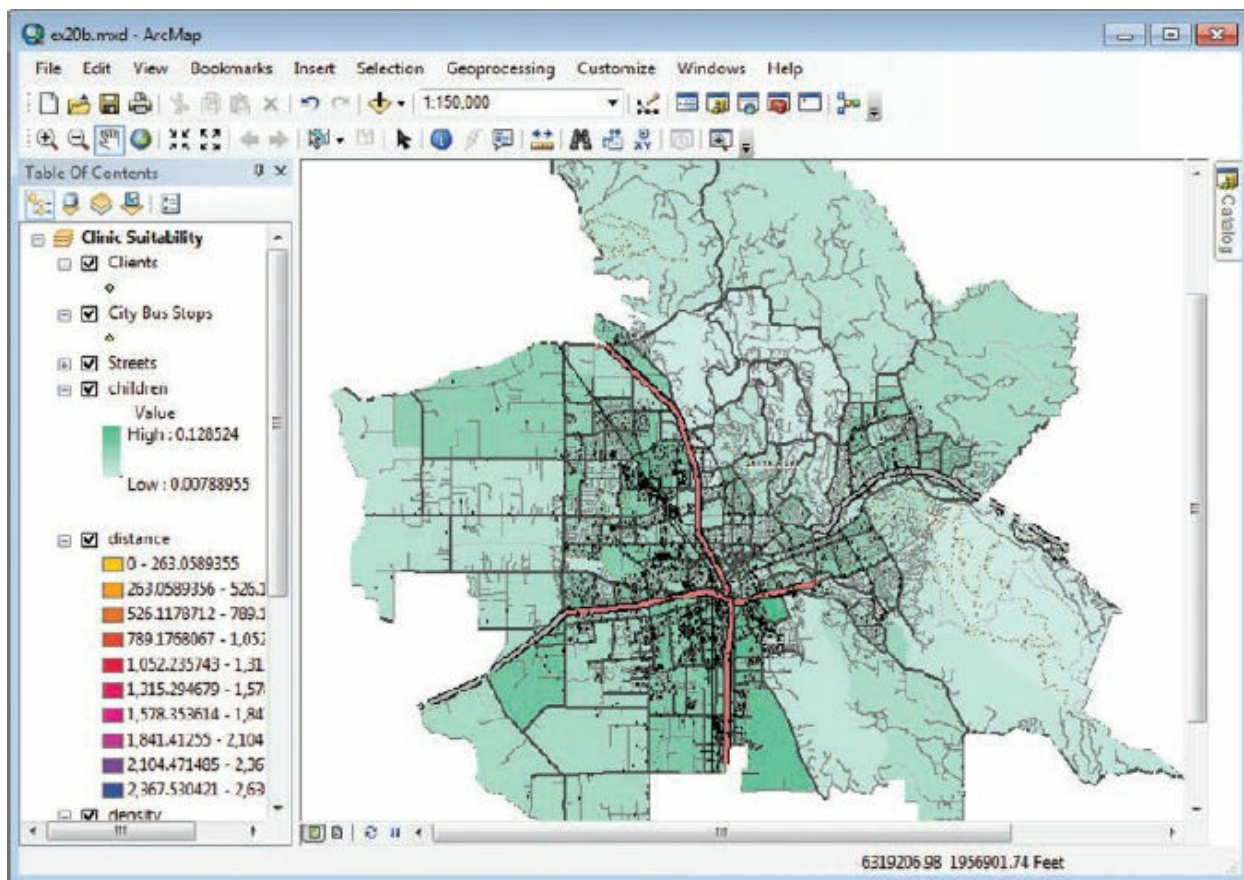 ex20b.mxd - ArcMap
File Edit View Bookmarks Insert Selection Geoprocessing Customize Windows Help
1:150,000
Table Of Contents
Catalog
Clinic Suitability
Clients
City Bus Stops
Streets
children
Value
High : 0.128524
Low : 0.00788955
distance
0 - 263.0589355
263.0589356 - 526.1
526.1178712 - 789.1
789.1768067 - 1,052
1,052.235743 - 1,31
1,315.294679 - 1,57
1,578.353614 - 1,84
1,841.41255 - 2,104
2,104.471485 - 2,36
2,367.530421 - 2,63
density
6319206.98 1956901.74 Feet